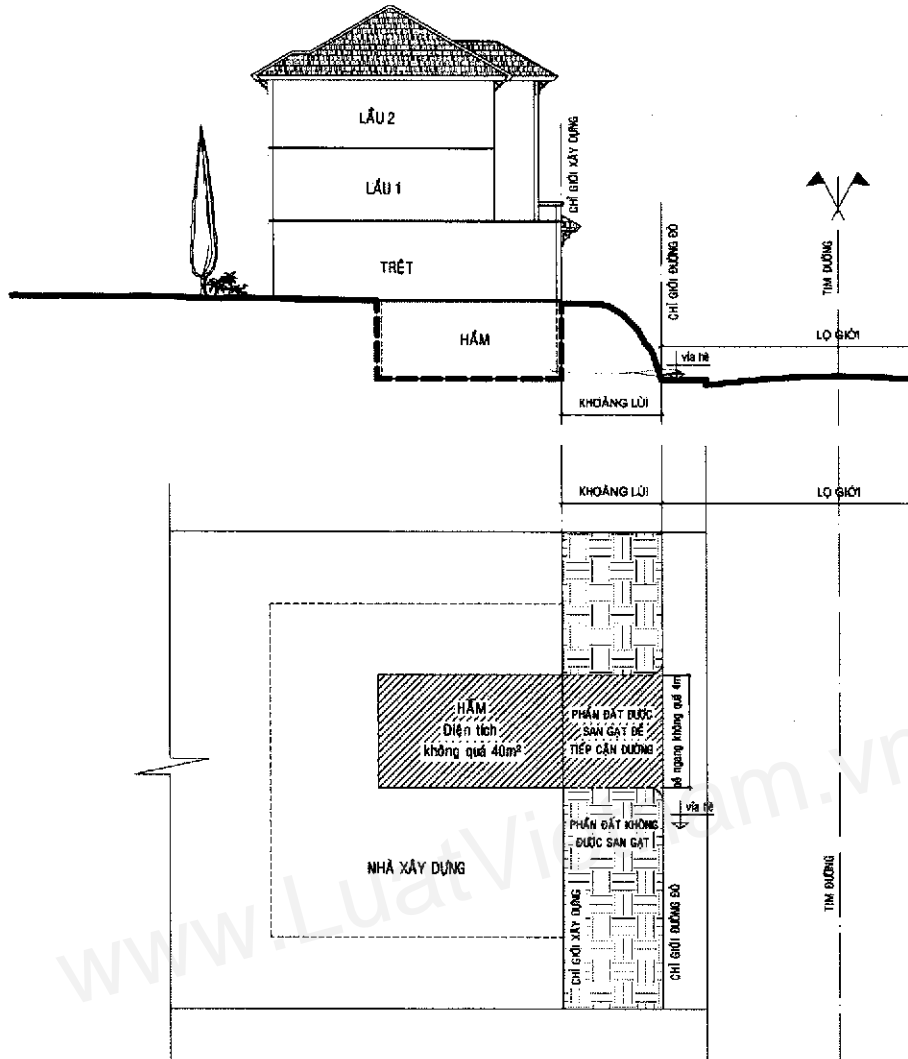 LẦU 2
LẦU 1
TRỆT
HẦM
CHỈ GIỚI XÂY DỰNG
CHỈ GIỚI ĐƯỜNG ĐỎ
TIM ĐƯỜNG
LỘ GIỚI
vỉa hè
KHOẢNG LÙI
KHOẢNG LÙI
LỘ GIỚI
HẦM
Diện tích
không quá 40m²
PHẦN ĐẤT ĐƯỢC
SAN GẠT ĐỂ
TIẾP CẬN ĐƯỜNG
bề ngang không quá 4m
vỉa hè
PHẦN ĐẤT KHÔNG
ĐƯỢC SAN GẠT
NHÀ XÂY DỰNG
CHỈ GIỚI XÂY DỰNG
CHỈ GIỚI ĐƯỜNG ĐỎ
TIM ĐƯỜNG
www.LuatVietnam.vn